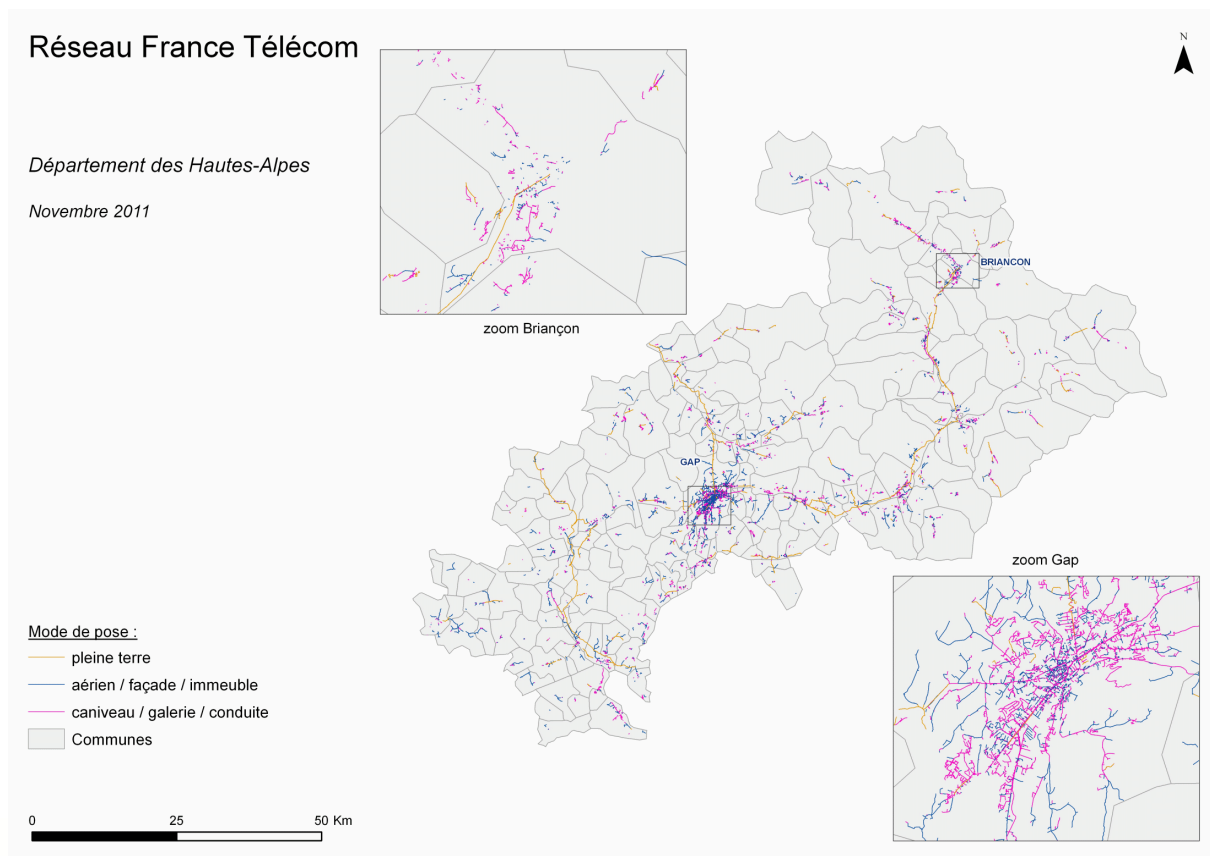 Réseau France Télécom
Département des Hautes-Alpes
Novembre 2011
zoom Briançon
N
BRIANCON
GAP
zoom Gap
Mode de pose :
pleine terre
aérien / façade / immeuble
caniveau / galerie / conduite
Communes
0 25 50 Km